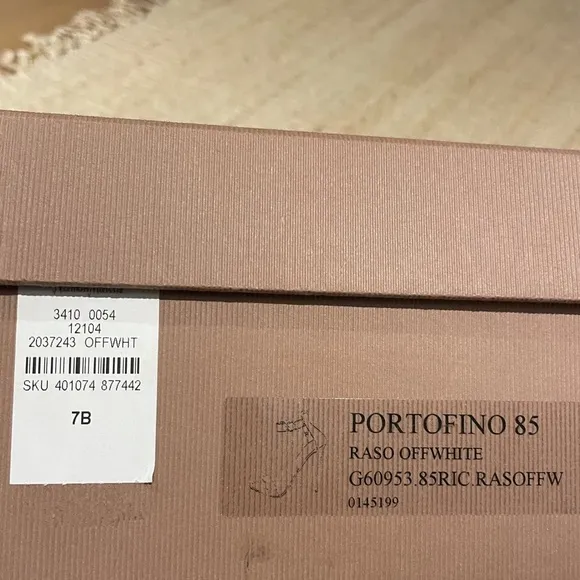 3410 0054
12104
2037243 OFFWHT
SKU 401074 877442
7B
PORTOFINO 85
RASO OFFWHITE
G60953.85RIC.RASOFFW
0145199